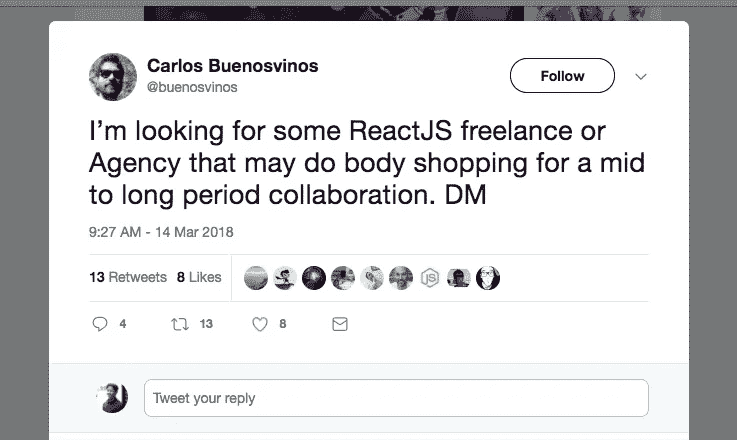 Carlos Buenosvinos
@buenosvinos
Follow
I’m looking for some ReactJS freelance or
Agency that may do body shopping for a mid
to long period collaboration. DM
9:27 AM - 14 Mar 2018
13 Retweets 8 Likes
JS
4 13 8
Tweet your reply